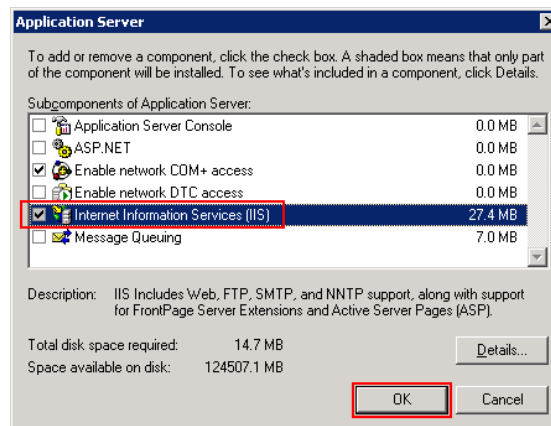 Application Server
To add or remove a component, click the check box. A shaded box means that only part
of the component will be installed. To see what's included in a component, click Details.
Subcomponents of Application Server:
Application Server Console 0.0 MB
ASP.NET 0.0 MB
Enable network COM+ access 0.0 MB
Enable network DTC access 0.0 MB
Internet Information Services (IIS) 27.4 MB
Message Queuing 7.0 MB
Description: IIS Includes Web, FTP, SMTP, and NNTP support, along with support
for FrontPage Server Extensions and Active Server Pages (ASP).
Total disk space required: 14.7 MB
Details...
Space available on disk: 124507.1 MB
OK Cancel